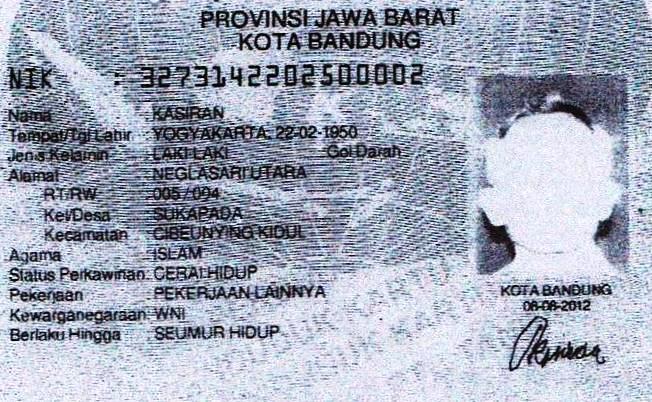 PROVINSI JAWA BARAT
KOTA BANDUNG
NIK : 3273142202500002
Nama : KASIRAN
Tempat/Tgl Lahir : YOGYAKARTA, 22-02-1950
Jenis Kelamin : LAKI LAKI Gol Darah
Alamat : NEGLASARI UTARA
RT/RW : 005 / 004
Kel/Desa : SUKAPADA
Kecamatan : CIBEUNYING KIDUL
Agama : ISLAM
Status Perkawinan: CERAI HIDUP
Pekerjaan : PEKERJAAN LAINNYA
Kewarganegaraan: WNI
Berlaku Hingga : SEUMUR HIDUP
KOTA BANDUNG
08-08-2012